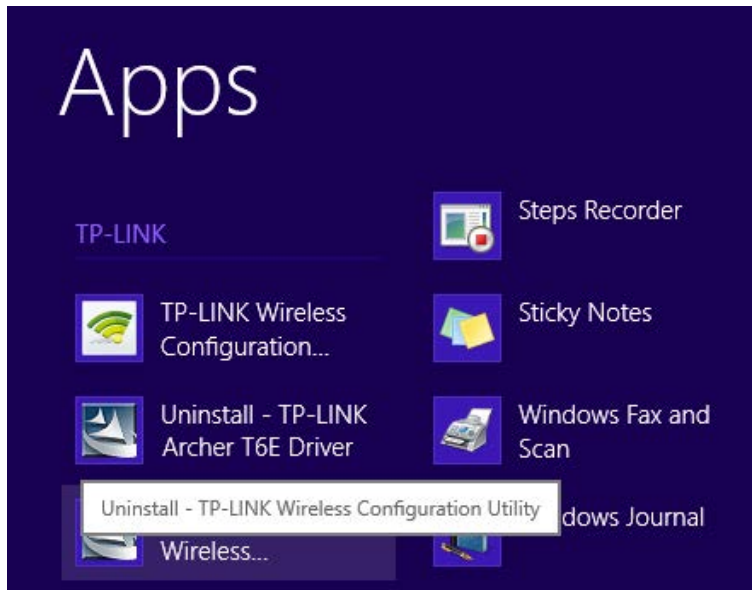 Apps
TP-LINK
TP-LINK Wireless
Configuration...
Uninstall - TP-LINK
Archer T6E Driver
Uninstall - TP-LINK Wireless Configuration Utility
Wireless...
Steps Recorder
Sticky Notes
Windows Fax and
Scan
dows Journal